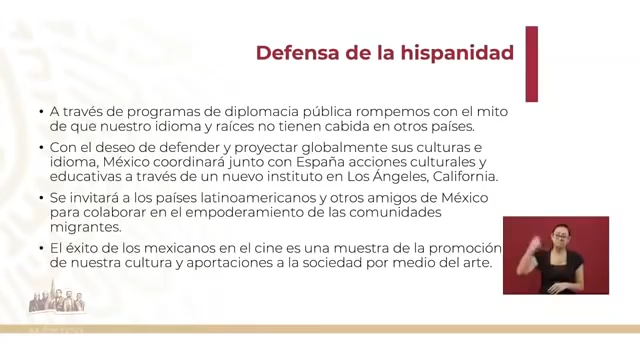 Defensa de la hispanidad
• A través de programas de diplomacia pública rompemos con el mito
de que nuestro idioma y raíces no tienen cabida en otros países.
• Con el deseo de defender y proyectar globalmente sus culturas e
idioma, México coordinará junto con España acciones culturales y
educativas a través de un nuevo instituto en Los Ángeles, California.
• Se invitará a los países latinoamericanos y otros amigos de México
para colaborar en el empoderamiento de las comunidades
migrantes.
• El éxito de los mexicanos en el cine es una muestra de la promoción
de nuestra cultura y aportaciones a la sociedad por medio del arte.
MÉXICO